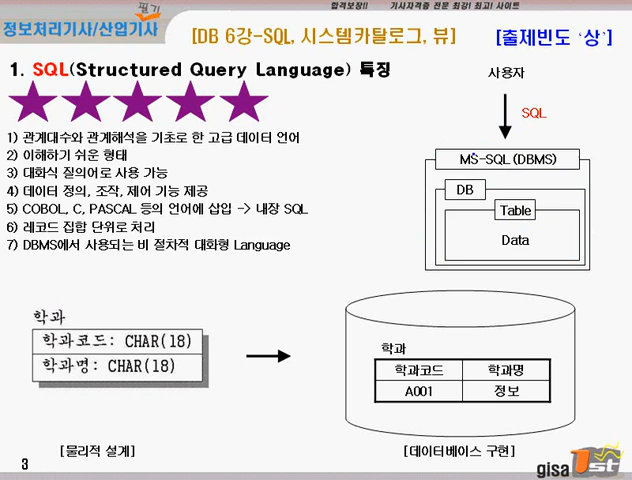 합격보장!! 기사자격증 전문 최강! 최고! 사이트
필기
정보처리기사/산업기사
[DB 6강-SQL, 시스템카탈로그, 뷰] [출제빈도 ‘상’]
1. SQL(Structured Query Language) 특징
1) 관계대수와 관계해석을 기초로 한 고급 데이터 언어
2) 이해하기 쉬운 형태
3) 대화식 질의어로 사용 가능
4) 데이터 정의, 조작, 제어 기능 제공
5) COBOL, C, PASCAL 등의 언어에 삽입 -> 내장 SQL
6) 레코드 집합 단위로 처리
7) DBMS에서 사용되는 비 절차적 대화형 Language
사용자
SQL
MS-SQL (DBMS)
DB
Table
Data
학과
학과코드: CHAR(18)
학과명: CHAR(18)
[물리적 설계]
학과
학과코드 학과명
A001 정보
[데이터베이스 구현]
3
gisa 1st